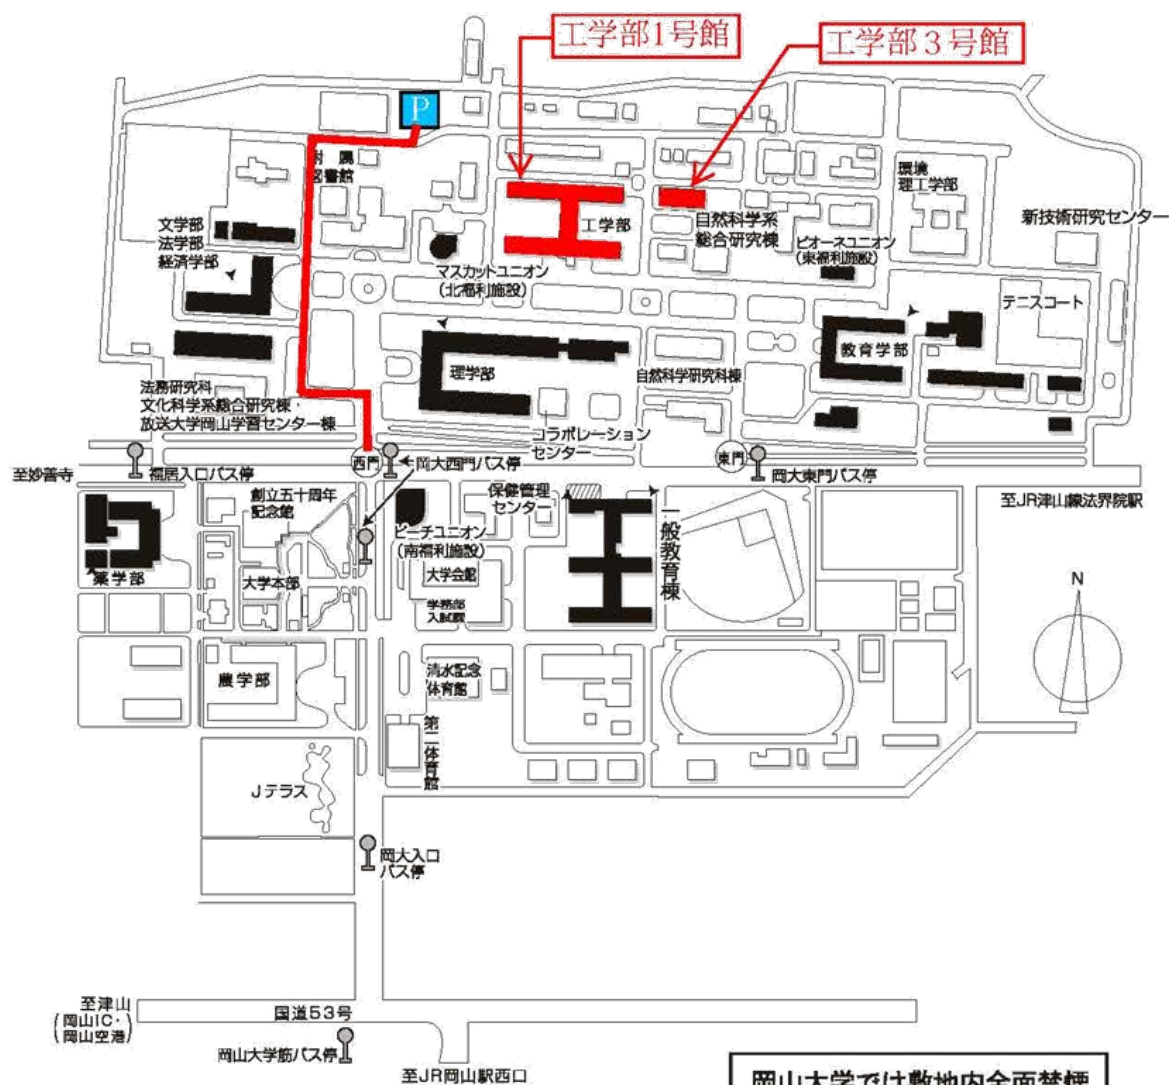 工学部1号館
工学部３号館
P
附属
図書館
環境
理工学部
文学部
法学部
経済学部
工学部
自然科学系
総合研究棟
ピオーネユニオン
(東福利施設)
新技術研究センター
マスカットユニオン
(北福利施設)
テニスコート
教育学部
理学部
自然科学研究科棟
法務研究科
文化科学系総合研究棟・
放送大学岡山学習センター棟
コラボレーション
センター
至妙善寺
福居入口バス停
西門
岡大西門バス停
東門
岡大東門バス停
至JR津山線法界院駅
創立五十周年
記念館
保健管理
センター
一般教育棟
ピーチユニオン
(南福利施設)
薬学部
大学本部
大学会館
学務部
入試課
N
農学部
清水記念
体育館
第二体育館
Jテラス
岡大入口
バス停
至津山
(岡山IC・
岡山空港)
国道53号
岡山大学筋バス停
至JR岡山駅西口
岡山大学では敷地内全面禁煙